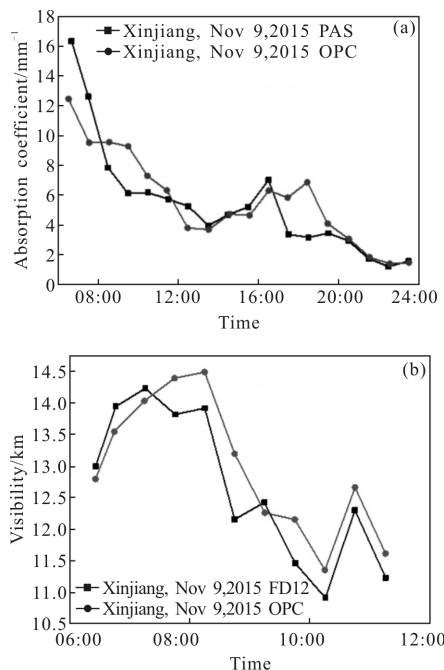 18
16
14
12
10
8
6
4
2
0
Absorption coefficient/mm⁻¹
Xinjiang, Nov 9,2015 PAS
Xinjiang, Nov 9,2015 OPC
(a)
08:00 12:00 16:00 20:00 24:00
Time
14.5
14.0
13.5
13.0
12.5
12.0
11.5
11.0
10.5
Visibility/km
(b)
Xinjiang, Nov 9,2015 FD12
Xinjiang, Nov 9,2015 OPC
06:00 08:00 10:00 12:00
Time